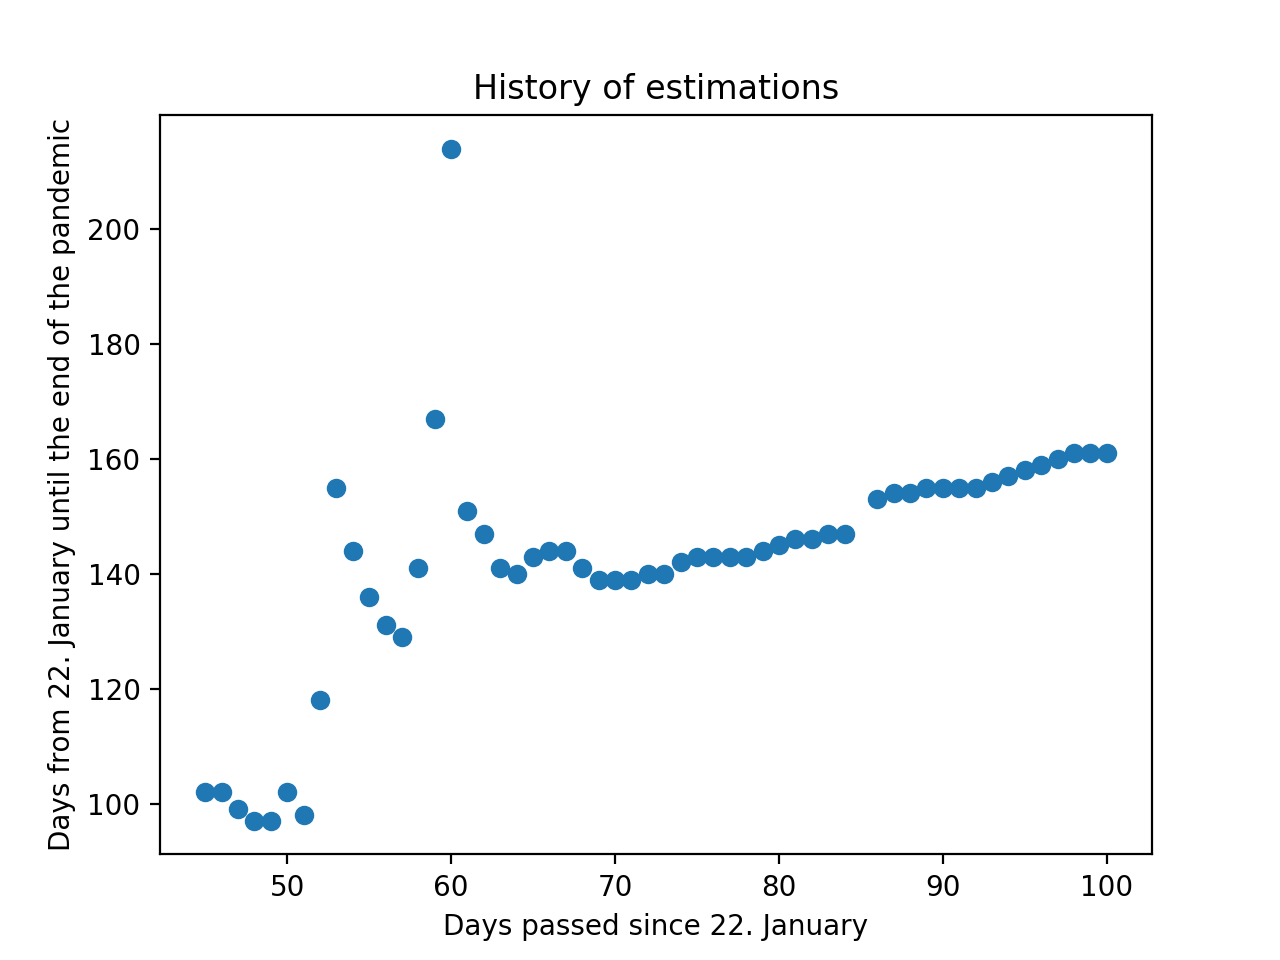 History of estimations
Days from 22. January until the end of the pandemic
200
180
160
140
120
100
50 60 70 80 90 100
Days passed since 22. January